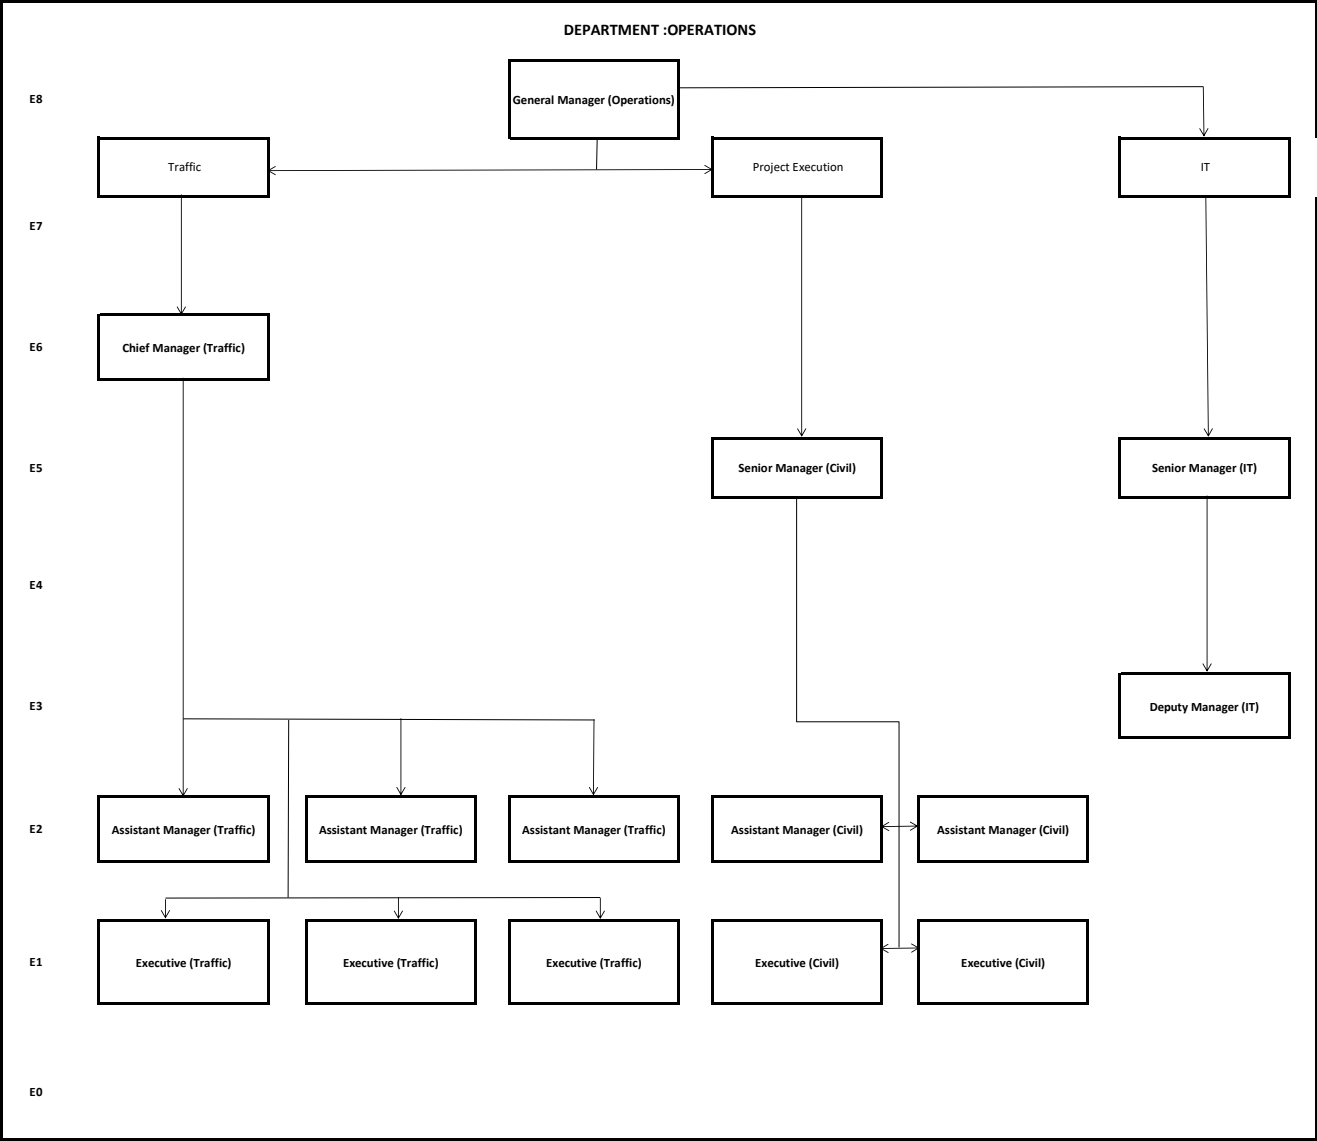 DEPARTMENT :OPERATIONS
E8
General Manager (Operations)
Traffic
Project Execution
IT
E7
E6
Chief Manager (Traffic)
E5
Senior Manager (Civil)
Senior Manager (IT)
E4
E3
Deputy Manager (IT)
E2
Assistant Manager (Traffic)
Assistant Manager (Traffic)
Assistant Manager (Traffic)
Assistant Manager (Civil)
Assistant Manager (Civil)
E1
Executive (Traffic)
Executive (Traffic)
Executive (Traffic)
Executive (Civil)
Executive (Civil)
E0